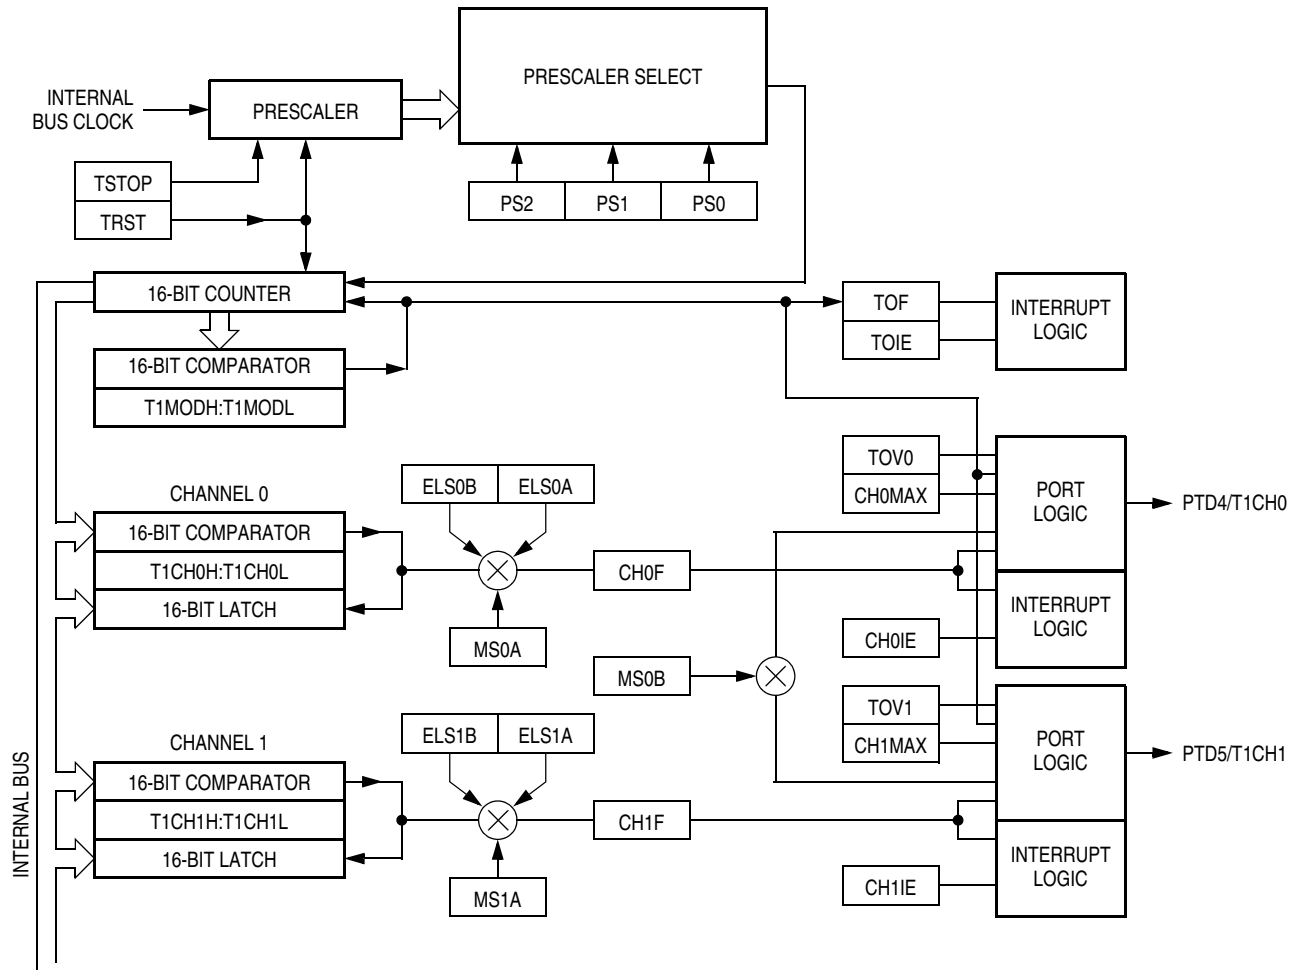 INTERNAL
BUS CLOCK
PRESCALER
PRESCALER SELECT
TSTOP
TRST
PS2
PS1
PS0
16-BIT COUNTER
16-BIT COMPARATOR
T1MODH:T1MODL
TOF
TOIE
INTERRUPT
LOGIC
CHANNEL 0
16-BIT COMPARATOR
T1CH0H:T1CH0L
16-BIT LATCH
ELS0B
ELS0A
MS0A
CH0F
TOV0
CH0MAX
PORT
LOGIC
PTD4/T1CH0
INTERRUPT
LOGIC
CH0IE
MS0B
CHANNEL 1
16-BIT COMPARATOR
T1CH1H:T1CH1L
16-BIT LATCH
ELS1B
ELS1A
MS1A
CH1F
TOV1
CH1MAX
PORT
LOGIC
PTD5/T1CH1
INTERRUPT
LOGIC
CH1IE
INTERNAL BUS